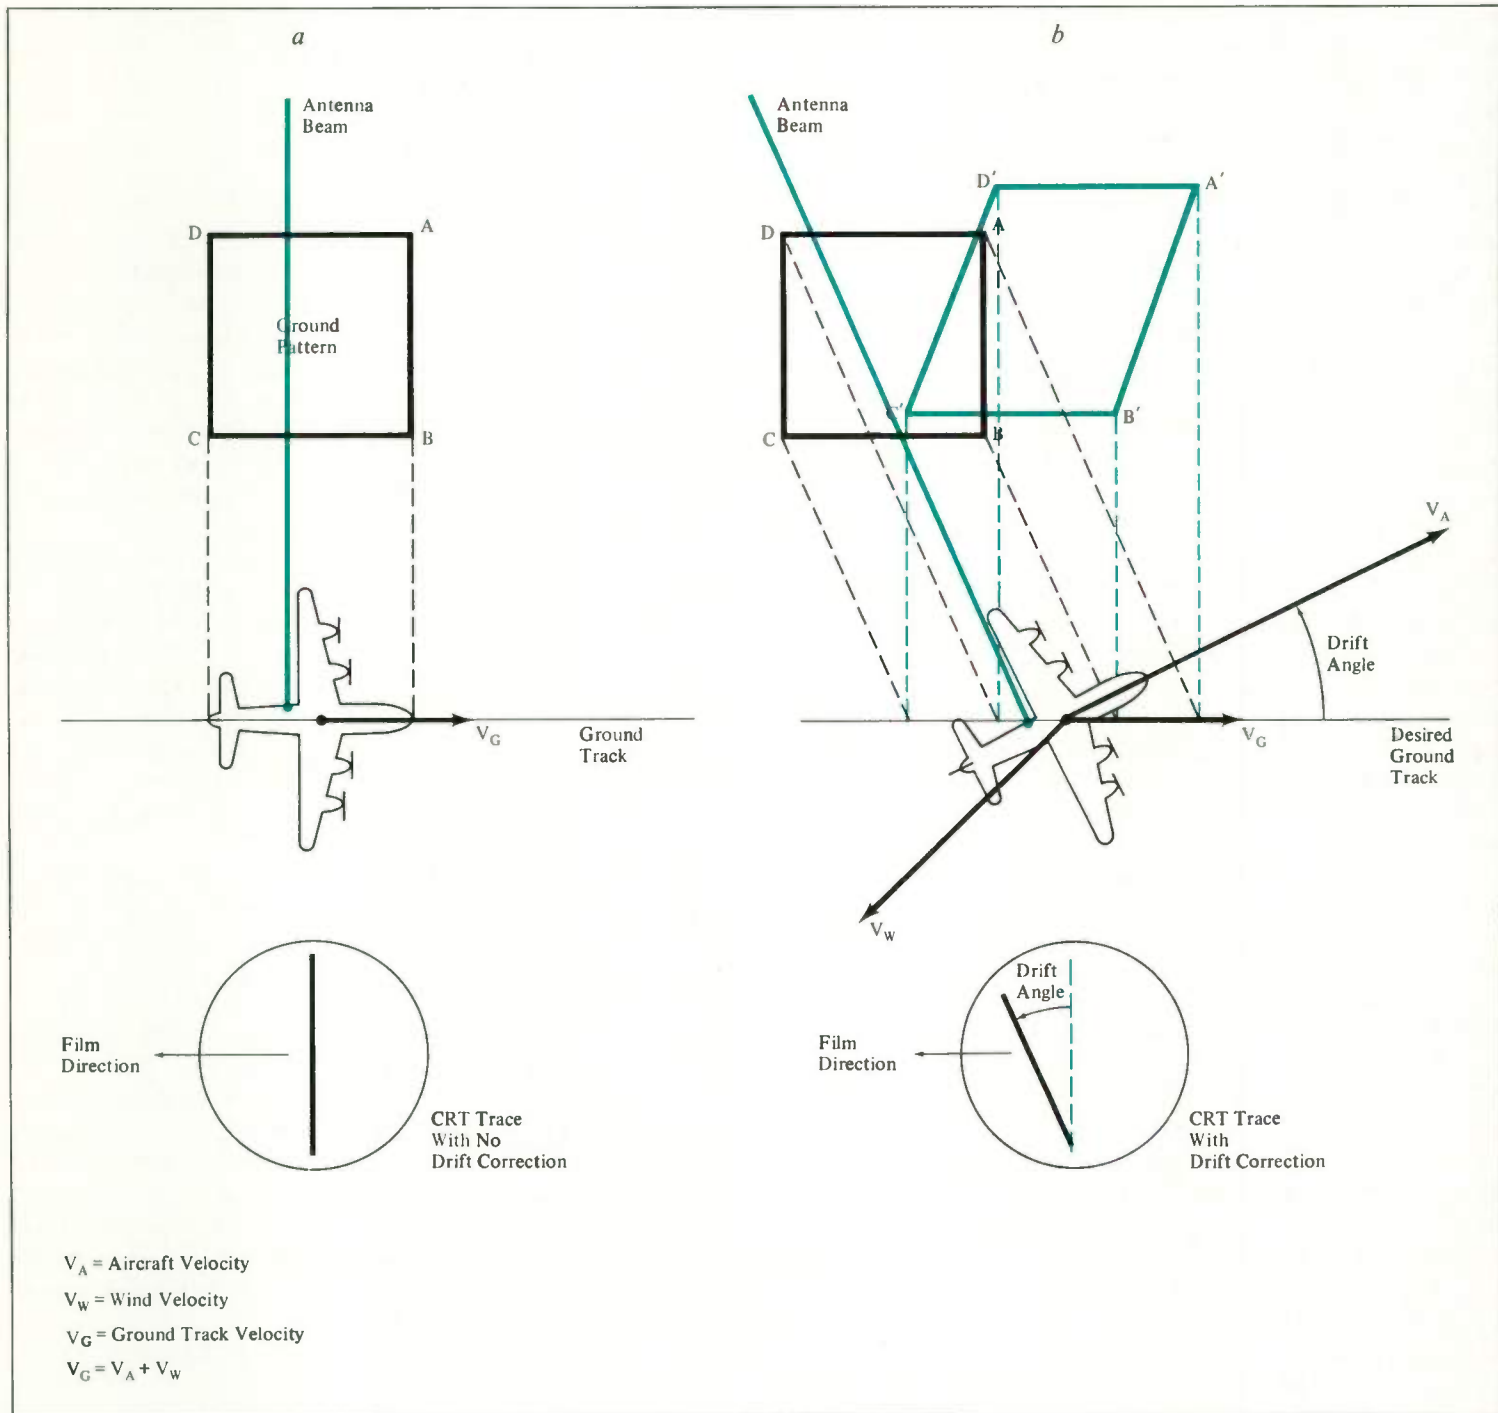 a
Antenna
Beam
D
A
Ground
Pattern
C
B
V_G
Ground
Track
Film
Direction
CRT Trace
With No
Drift Correction
b
Antenna
Beam
D'
A'
D
A
C'
B'
C
B
V_A
Drift
Angle
V_G
Desired
Ground
Track
V_W
Drift
Angle
Film
Direction
CRT Trace
With
Drift Correction
V_A = Aircraft Velocity
V_W = Wind Velocity
V_G = Ground Track Velocity
V_G = V_A + V_W